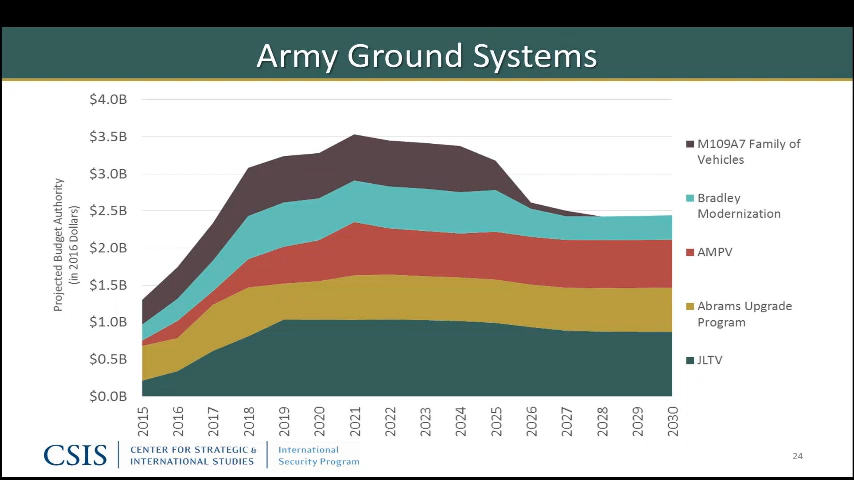 Army Ground Systems
$4.0B
$3.5B
$3.0B
$2.5B
$2.0B
$1.5B
$1.0B
$0.5B
$0.0B
Projected Budget Authority
(in 2016 Dollars)
2015
2016
2017
2018
2019
2020
2021
2022
2023
2024
2025
2026
2027
2028
2029
2030
M109A7 Family of
Vehicles
Bradley
Modernization
AMPV
Abrams Upgrade
Program
JLTV
CSIS
CENTER FOR STRATEGIC &
INTERNATIONAL STUDIES
International
Security Program
24